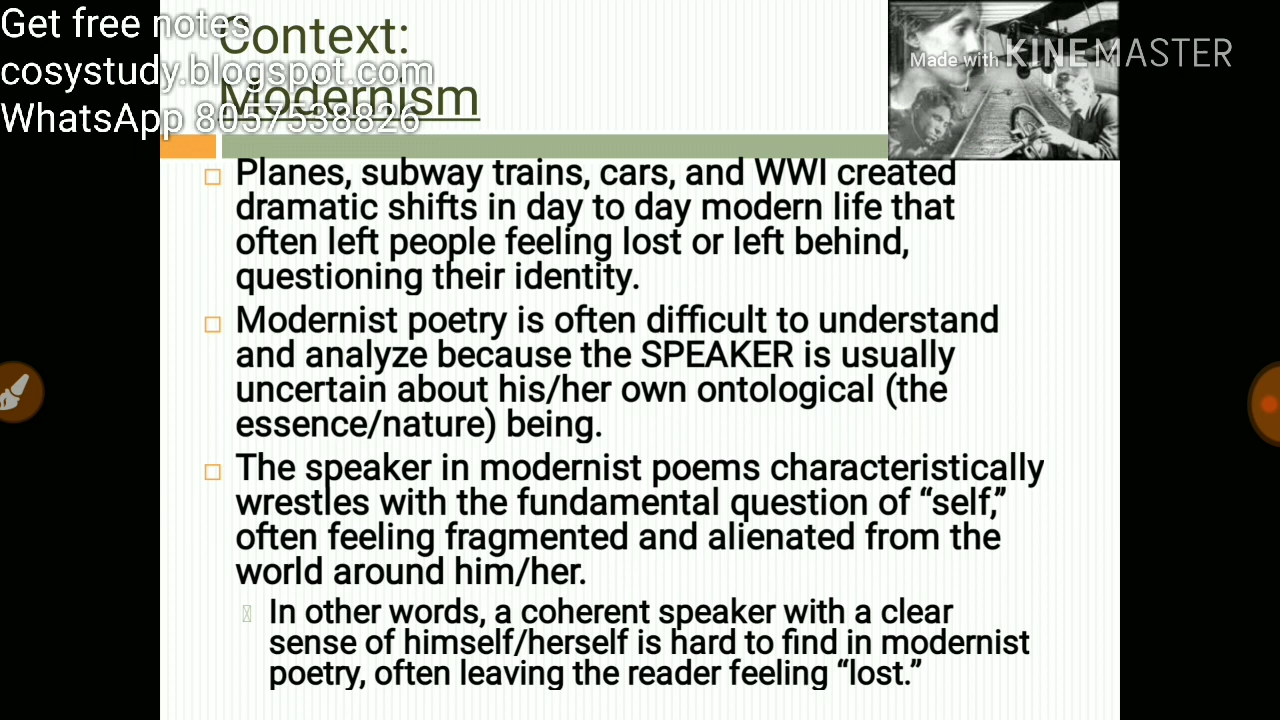 Get free notes
cosystudy.blogspot.com
WhatsApp 8057538826
Context:
Modernism
Made with KINEMASTER
Planes, subway trains, cars, and WWI created
dramatic shifts in day to day modern life that
often left people feeling lost or left behind,
questioning their identity.
Modernist poetry is often difficult to understand
and analyze because the SPEAKER is usually
uncertain about his/her own ontological (the
essence/nature) being.
The speaker in modernist poems characteristically
wrestles with the fundamental question of “self,”
often feeling fragmented and alienated from the
world around him/her.
In other words, a coherent speaker with a clear
sense of himself/herself is hard to find in modernist
poetry, often leaving the reader feeling “lost.”